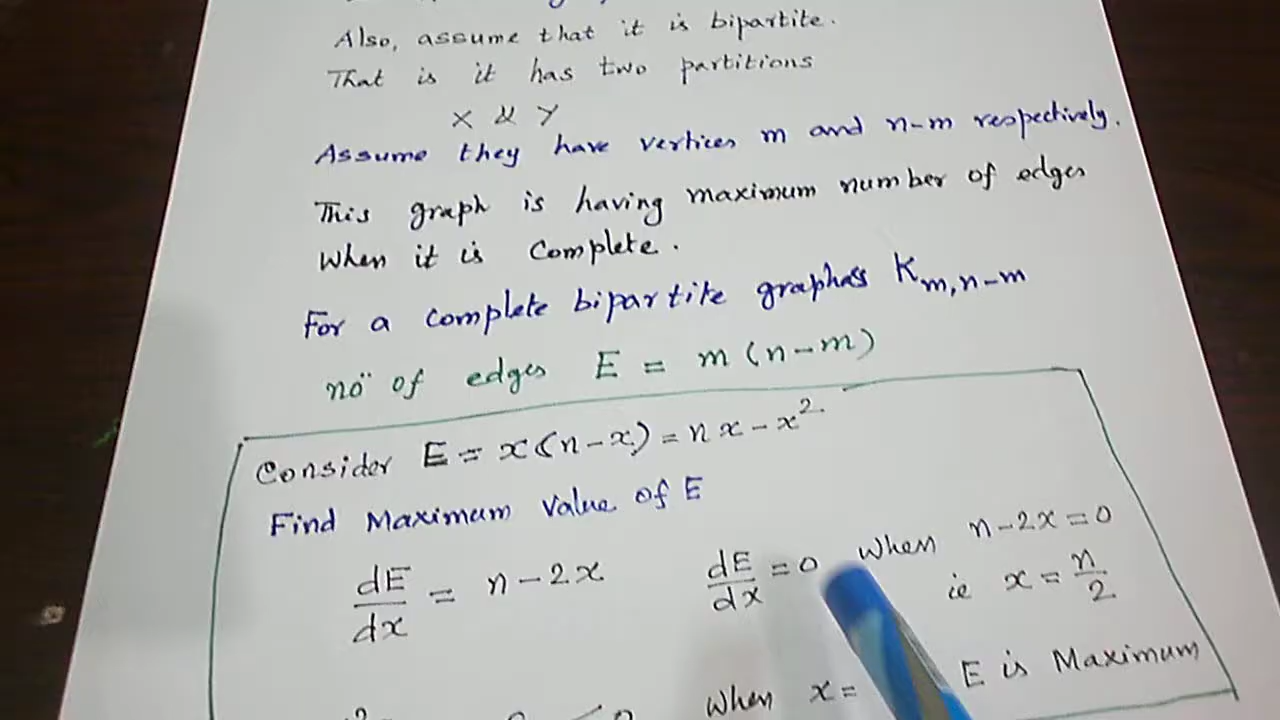 Also, assume that it is bipartite.
That is it has two partitions
X & Y
Assume they have vertices m and n-m respectively.
This graph is having maximum number of edges
When it is Complete.
For a complete bipartite graphas K_{m,n-m}
no of edges E = m(n-m)
Consider E = x(n-x) = nx - x².
Find Maximum Value of E
dE/dx = n-2x dE/dx = 0 When n-2x=0
ie x = n/2
When x = E is Maximum